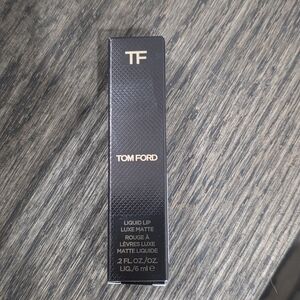 TF
TOM FORD
LIQUID LIP
LUXE MATTE
ROUGE À
LÈVRES LUXE
MATTE LIQUIDE
.2 FL.OZ./OZ.
LIQ./6 ml ℮